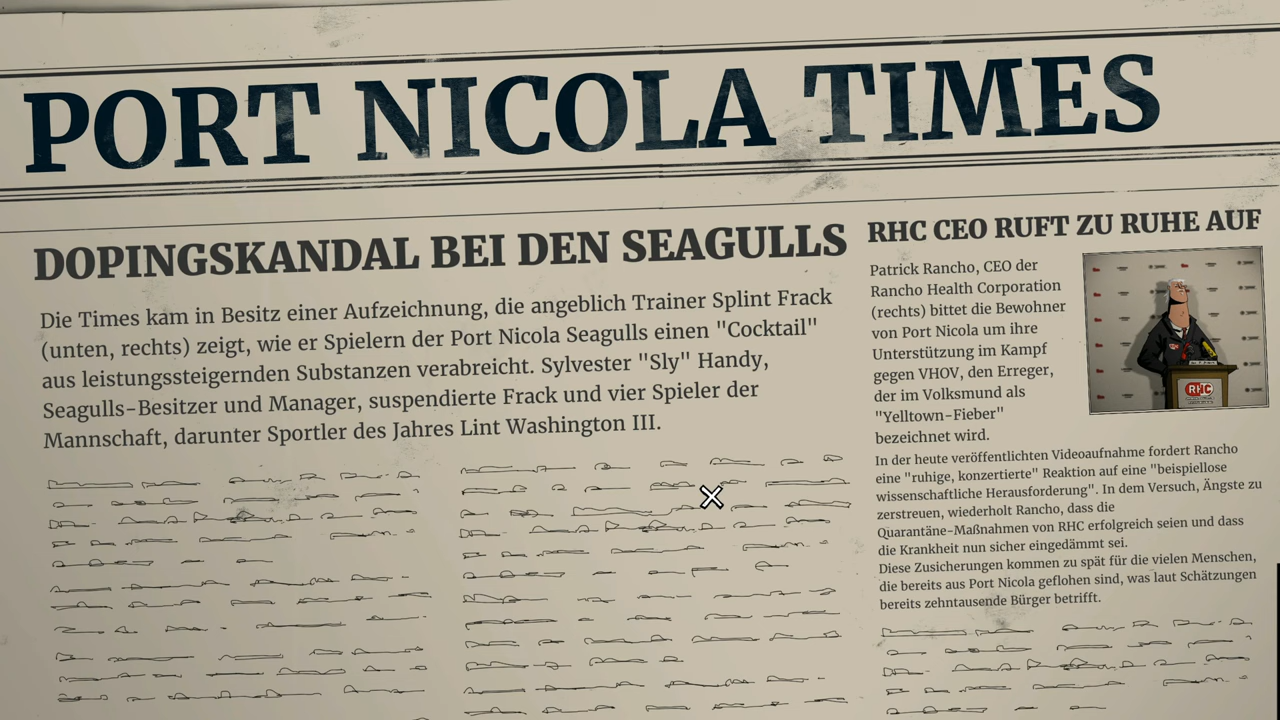 PORT NICOLA TIMES
DOPINGSKANDAL BEI DEN SEAGULLS
Die Times kam in Besitz einer Aufzeichnung, die angeblich Trainer Splint Frack
(unten, rechts) zeigt, wie er Spielern der Port Nicola Seagulls einen "Cocktail"
aus leistungssteigernden Substanzen verabreicht. Sylvester "Sly" Handy,
Seagulls-Besitzer und Manager, suspendierte Frack und vier Spieler der
Mannschaft, darunter Sportler des Jahres Lint Washington III.
RHC CEO RUFT ZU RUHE AUF
Patrick Rancho, CEO der
Rancho Health Corporation
(rechts) bittet die Bewohner
von Port Nicola um ihre
Unterstützung im Kampf
gegen VHOV, den Erreger,
der im Volksmund als
"Yelltown-Fieber"
bezeichnet wird.
RHC
In der heute veröffentlichten Videoaufnahme fordert Rancho
eine "ruhige, konzertierte" Reaktion auf eine "beispiellose
wissenschaftliche Herausforderung". In dem Versuch, Ängste zu
zerstreuen, wiederholt Rancho, dass die
Quarantäne-Maßnahmen von RHC erfolgreich seien und dass
die Krankheit nun sicher eingedämmt sei.
Diese Zusicherungen kommen zu spät für die vielen Menschen,
die bereits aus Port Nicola geflohen sind, was laut Schätzungen
bereits zehntausende Bürger betrifft.